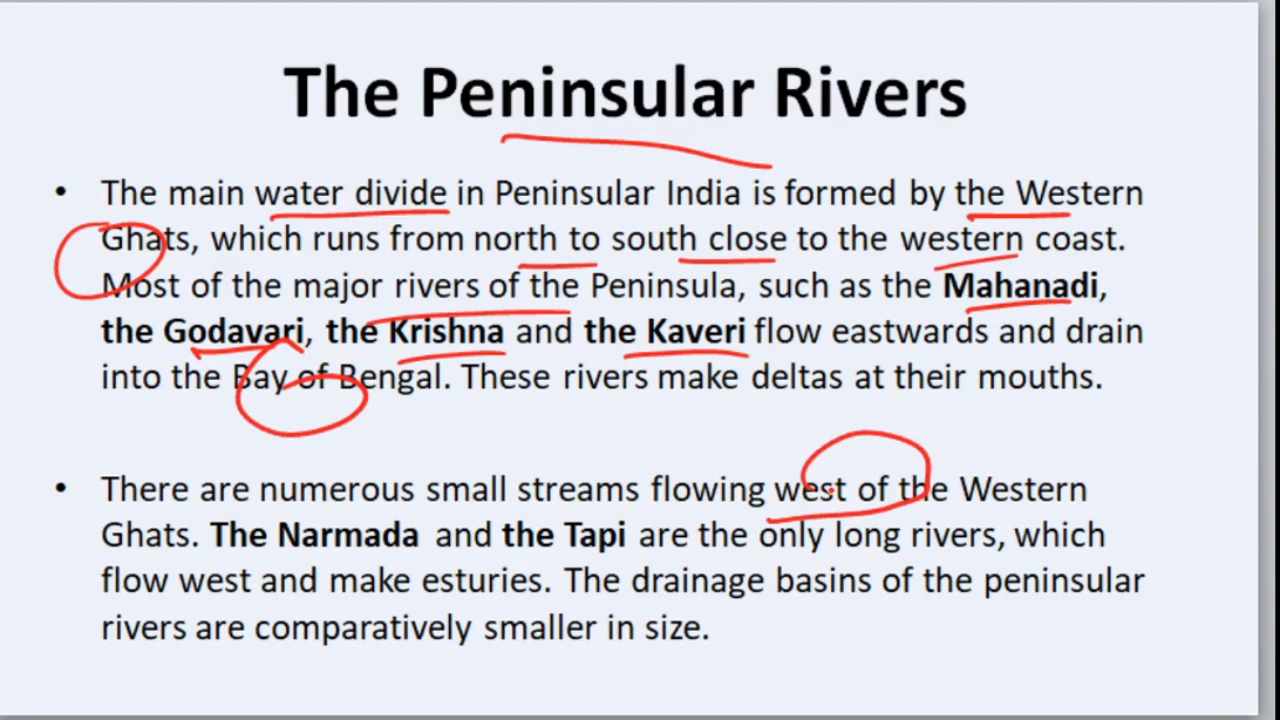 The Peninsular Rivers
• The main water divide in Peninsular India is formed by the Western
Ghats, which runs from north to south close to the western coast.
Most of the major rivers of the Peninsula, such as the Mahanadi,
the Godavari, the Krishna and the Kaveri flow eastwards and drain
into the Bay of Bengal. These rivers make deltas at their mouths.
• There are numerous small streams flowing west of the Western
Ghats. The Narmada and the Tapi are the only long rivers, which
flow west and make esturies. The drainage basins of the peninsular
rivers are comparatively smaller in size.